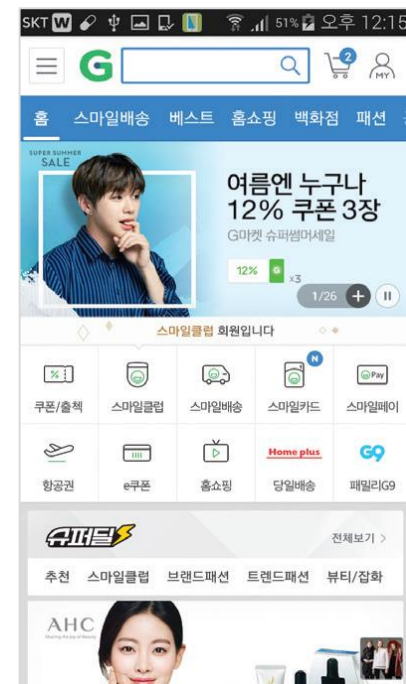 SKT W 51% 오후 12:15
G 2
MY
홈 스마일배송 베스트 홈쇼핑 백화점 패션
SUPER SUMMER
SALE
여름엔 누구나
12% 쿠폰 3장
G마켓 슈퍼썸머세일
12% G x3
1/26
스마일클럽 회원입니다
N
Pay
쿠폰/출첵 스마일클럽 스마일배송 스마일카드 스마일페이
Home plus G9
항공권 e쿠폰 홈쇼핑 당일배송 패밀리G9
슈퍼딜 전체보기 >
추천 스마일클럽 브랜드패션 트렌드패션 뷰티/잡화
AHC